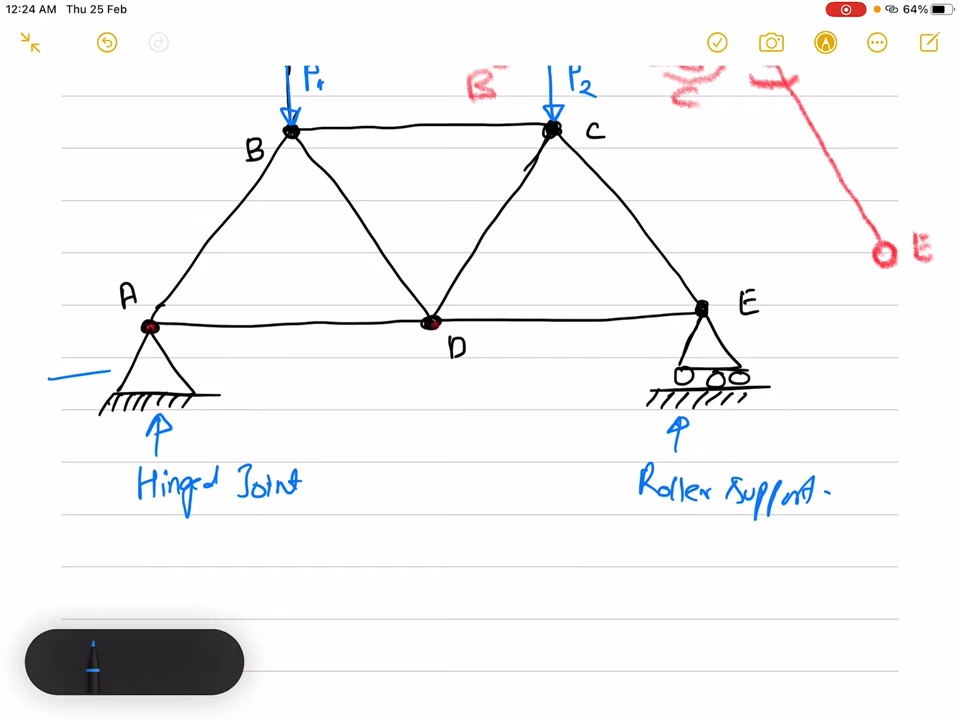 12:24 AM Thu 25 Feb
64%
P1
P2
B
C
E
B
C
A
E
D
Hinged Joint
Roller Support.